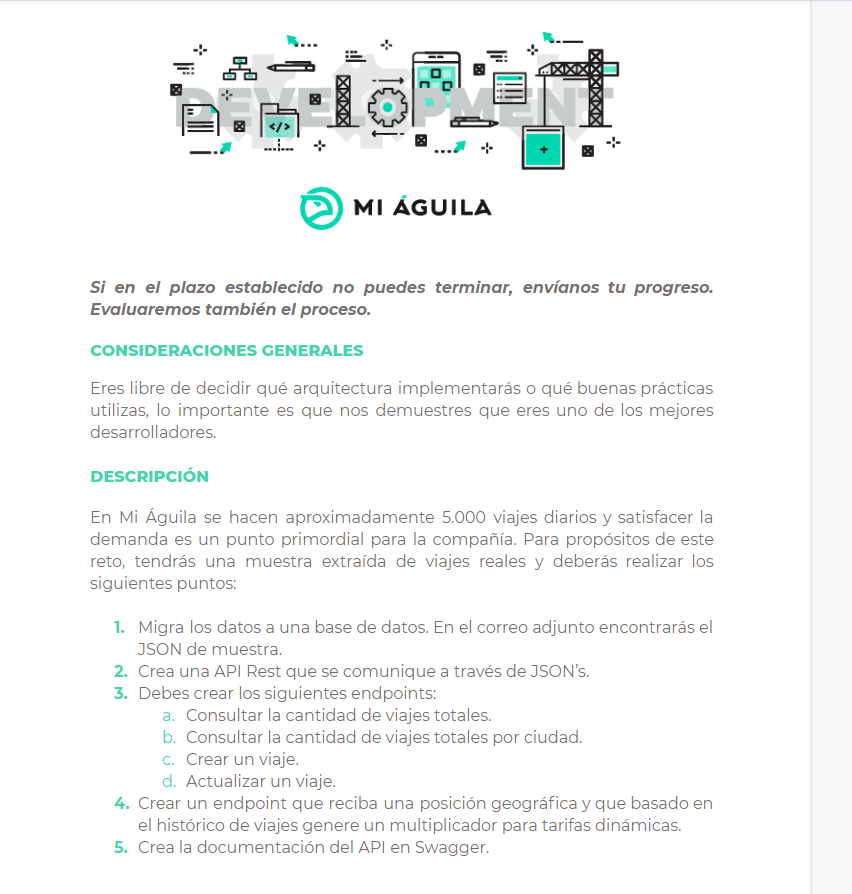 DEVELOPMENT
</>
MI ÁGUILA
Si en el plazo establecido no puedes terminar, envíanos tu progreso.
Evaluaremos también el proceso.
CONSIDERACIONES GENERALES
Eres libre de decidir qué arquitectura implementarás o qué buenas prácticas
utilizas, lo importante es que nos demuestres que eres uno de los mejores
desarrolladores.
DESCRIPCIÓN
En Mi Águila se hacen aproximadamente 5.000 viajes diarios y satisfacer la
demanda es un punto primordial para la compañía. Para propósitos de este
reto, tendrás una muestra extraída de viajes reales y deberás realizar los
siguientes puntos:
1. Migra los datos a una base de datos. En el correo adjunto encontrarás el
JSON de muestra.
2. Crea una API Rest que se comunique a través de JSON’s.
3. Debes crear los siguientes endpoints:
a. Consultar la cantidad de viajes totales.
b. Consultar la cantidad de viajes totales por ciudad.
c. Crear un viaje.
d. Actualizar un viaje.
4. Crear un endpoint que reciba una posición geográfica y que basado en
el histórico de viajes genere un multiplicador para tarifas dinámicas.
5. Crea la documentación del API en Swagger.